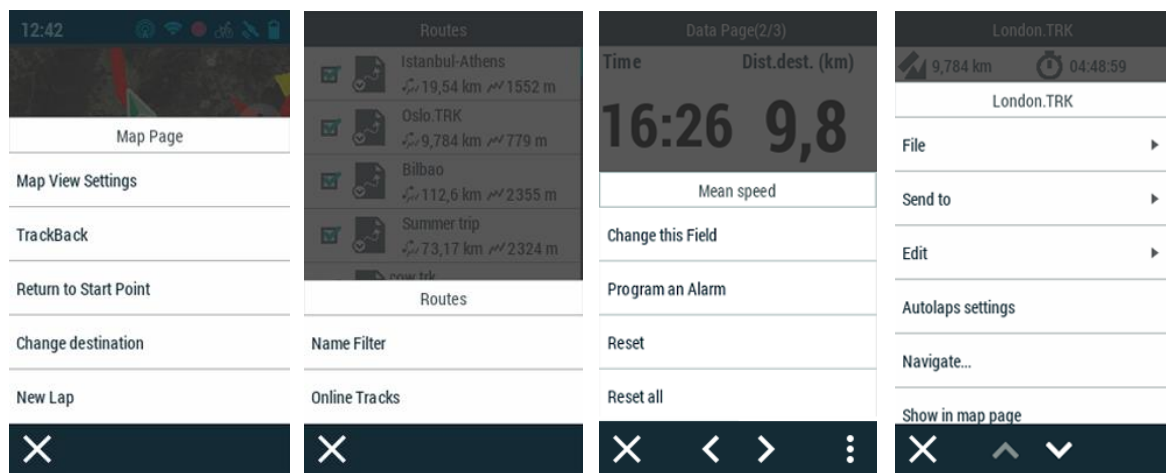 12:42
Map Page
Map View Settings
TrackBack
Return to Start Point
Change destination
New Lap
Routes
Istanbul-Athens
19,54 km 1552 m
Oslo.TRK
9,784 km 779 m
Bilbao
112,6 km 2355 m
Summer trip
73,17 km 2324 m
cow.trk
Routes
Name Filter
Online Tracks
Data Page(2/3)
Time Dist.dest. (km)
16:26 9,8
Mean speed
Change this Field
Program an Alarm
Reset
Reset all
London.TRK
9,784 km 04:48:59
London.TRK
File
Send to
Edit
Autolaps settings
Navigate...
Show in map page